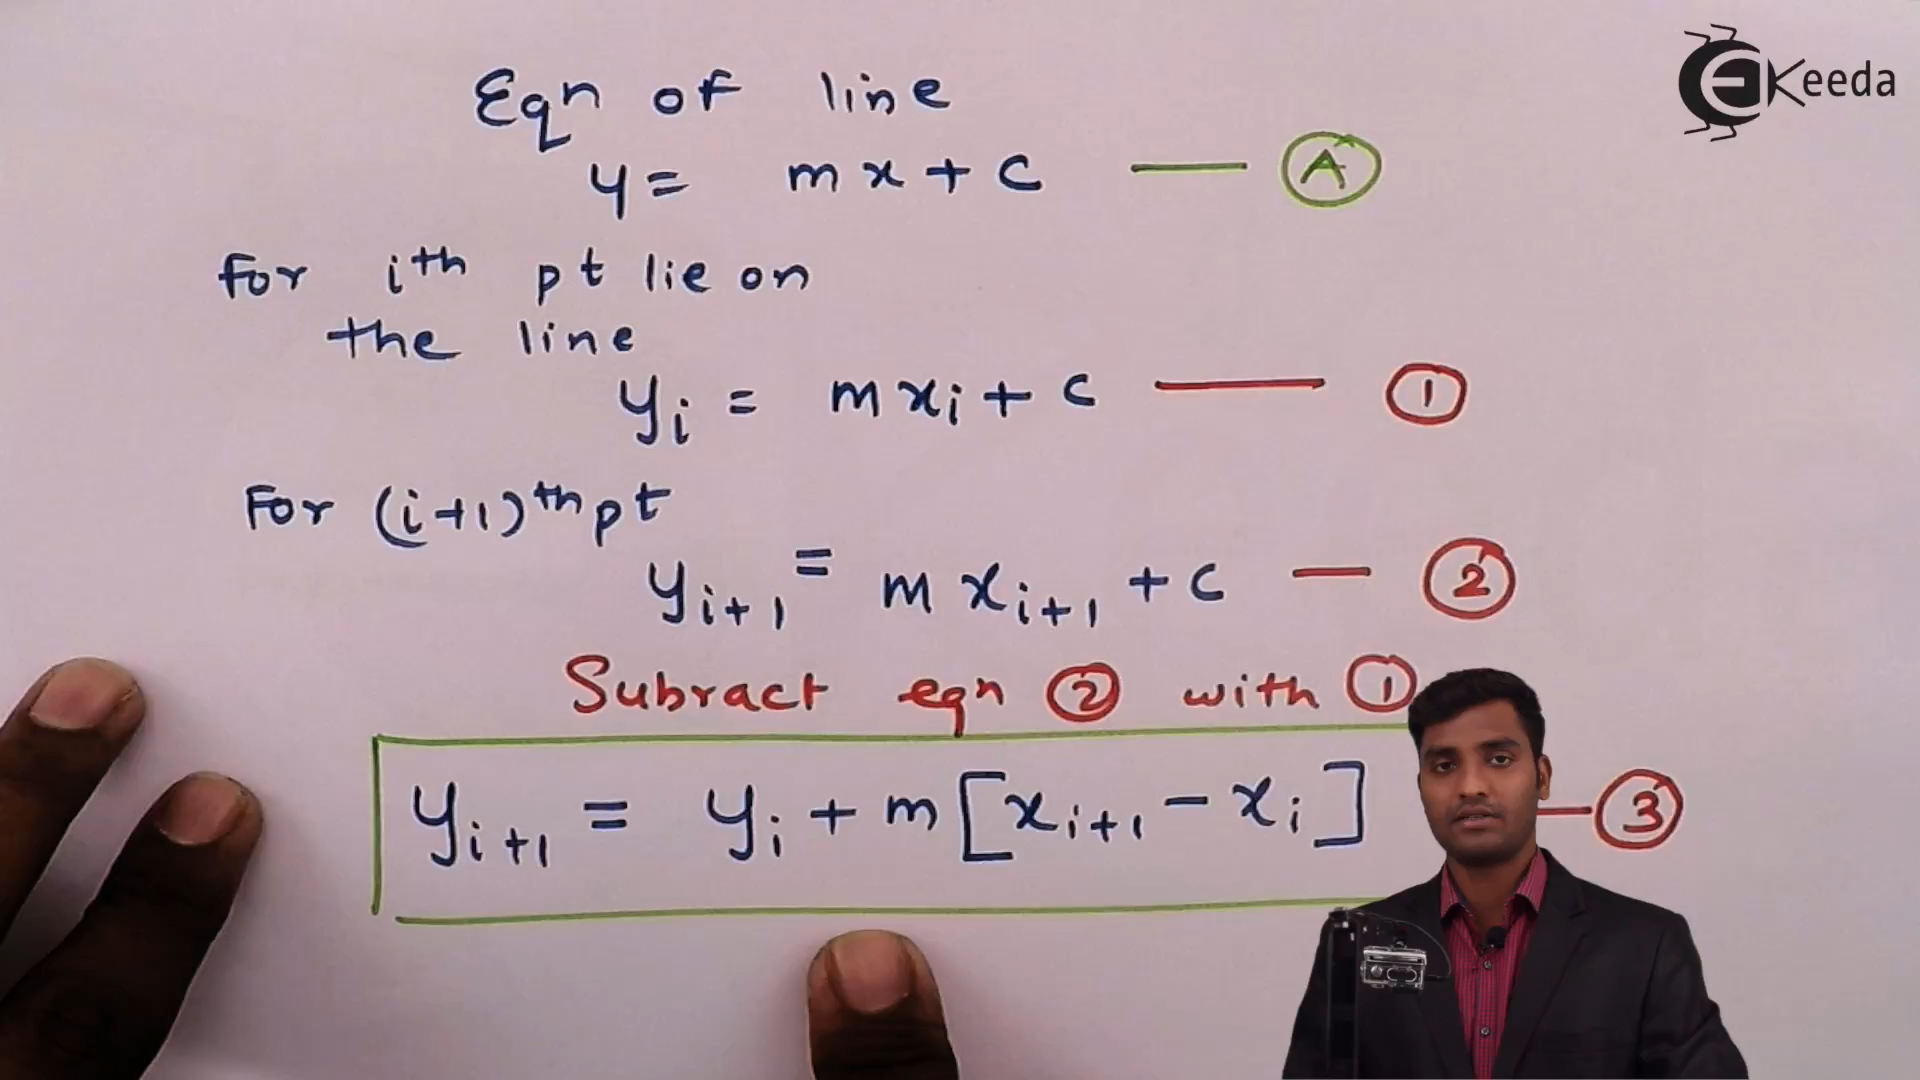 EKeeda
Eqn of line
y = mx + c — A
For iᵗʰ pt lie on
the line
yᵢ = mxᵢ + c — 1
For (i+1)ᵗʰ pt
yᵢ₊₁ = m xᵢ₊₁ + c — 2
Subract eqn 2 with 1
yᵢ₊₁ = yᵢ + m[xᵢ₊₁ - xᵢ] — 3